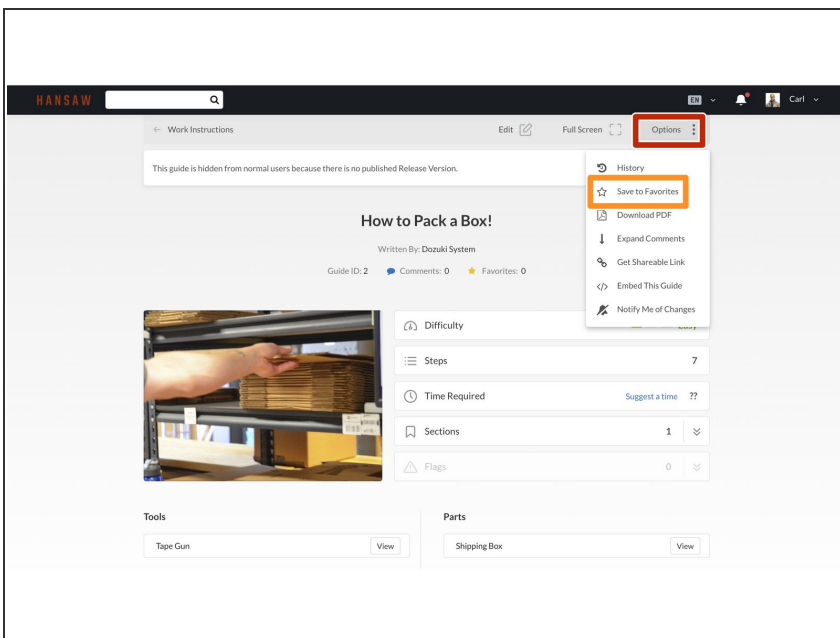 HANSAW
EN
Carl
← Work Instructions
Edit
Full Screen
Options
This guide is hidden from normal users because there is no published Release Version.
History
Save to Favorites
Download PDF
Expand Comments
Get Shareable Link
Embed This Guide
Notify Me of Changes
How to Pack a Box!
Written By: Dozuki System
Guide ID: 2 Comments: 0 Favorites: 0
Difficulty
Easy
Steps 7
Time Required Suggest a time ??
Sections 1
Flags 0
Tools
Tape Gun View
Parts
Shipping Box View